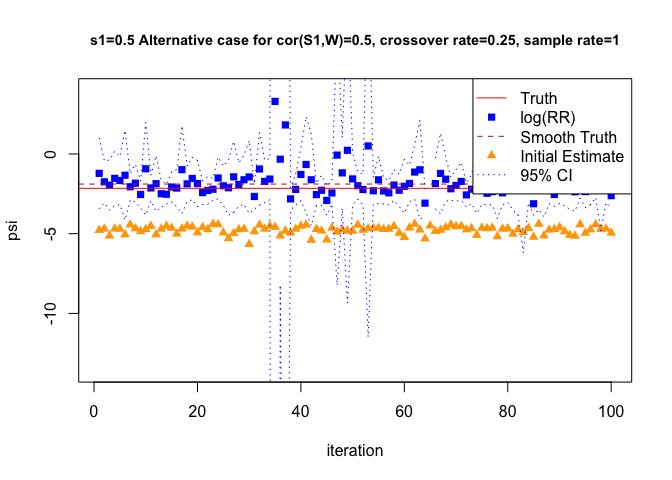 s1=0.5 Alternative case for cor(S1,W)=0.5, crossover rate=0.25, sample rate=1
Truth
log(RR)
Smooth Truth
Initial Estimate
95% CI
psi
0
-5
-10
0 20 40 60 80 100
iteration